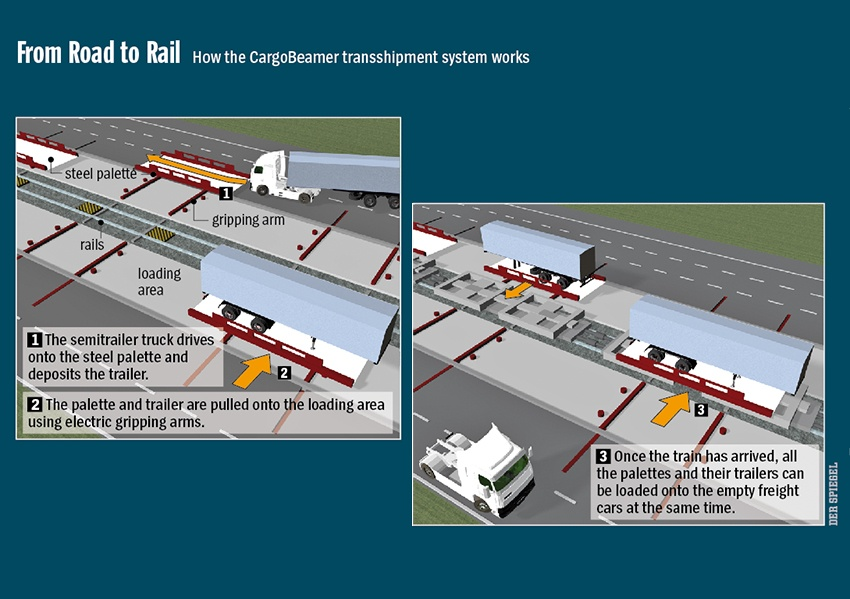 From Road to Rail How the CargoBeamer transshipment system works
steel palette
1
gripping arm
rails
loading
area
1 The semitrailer truck drives
onto the steel palette and
deposits the trailer.
2
2 The palette and trailer are pulled onto the loading area
using electric gripping arms.
3
3 Once the train has arrived, all
the palettes and their trailers can
be loaded onto the empty freight
cars at the same time.
DER SPIEGEL